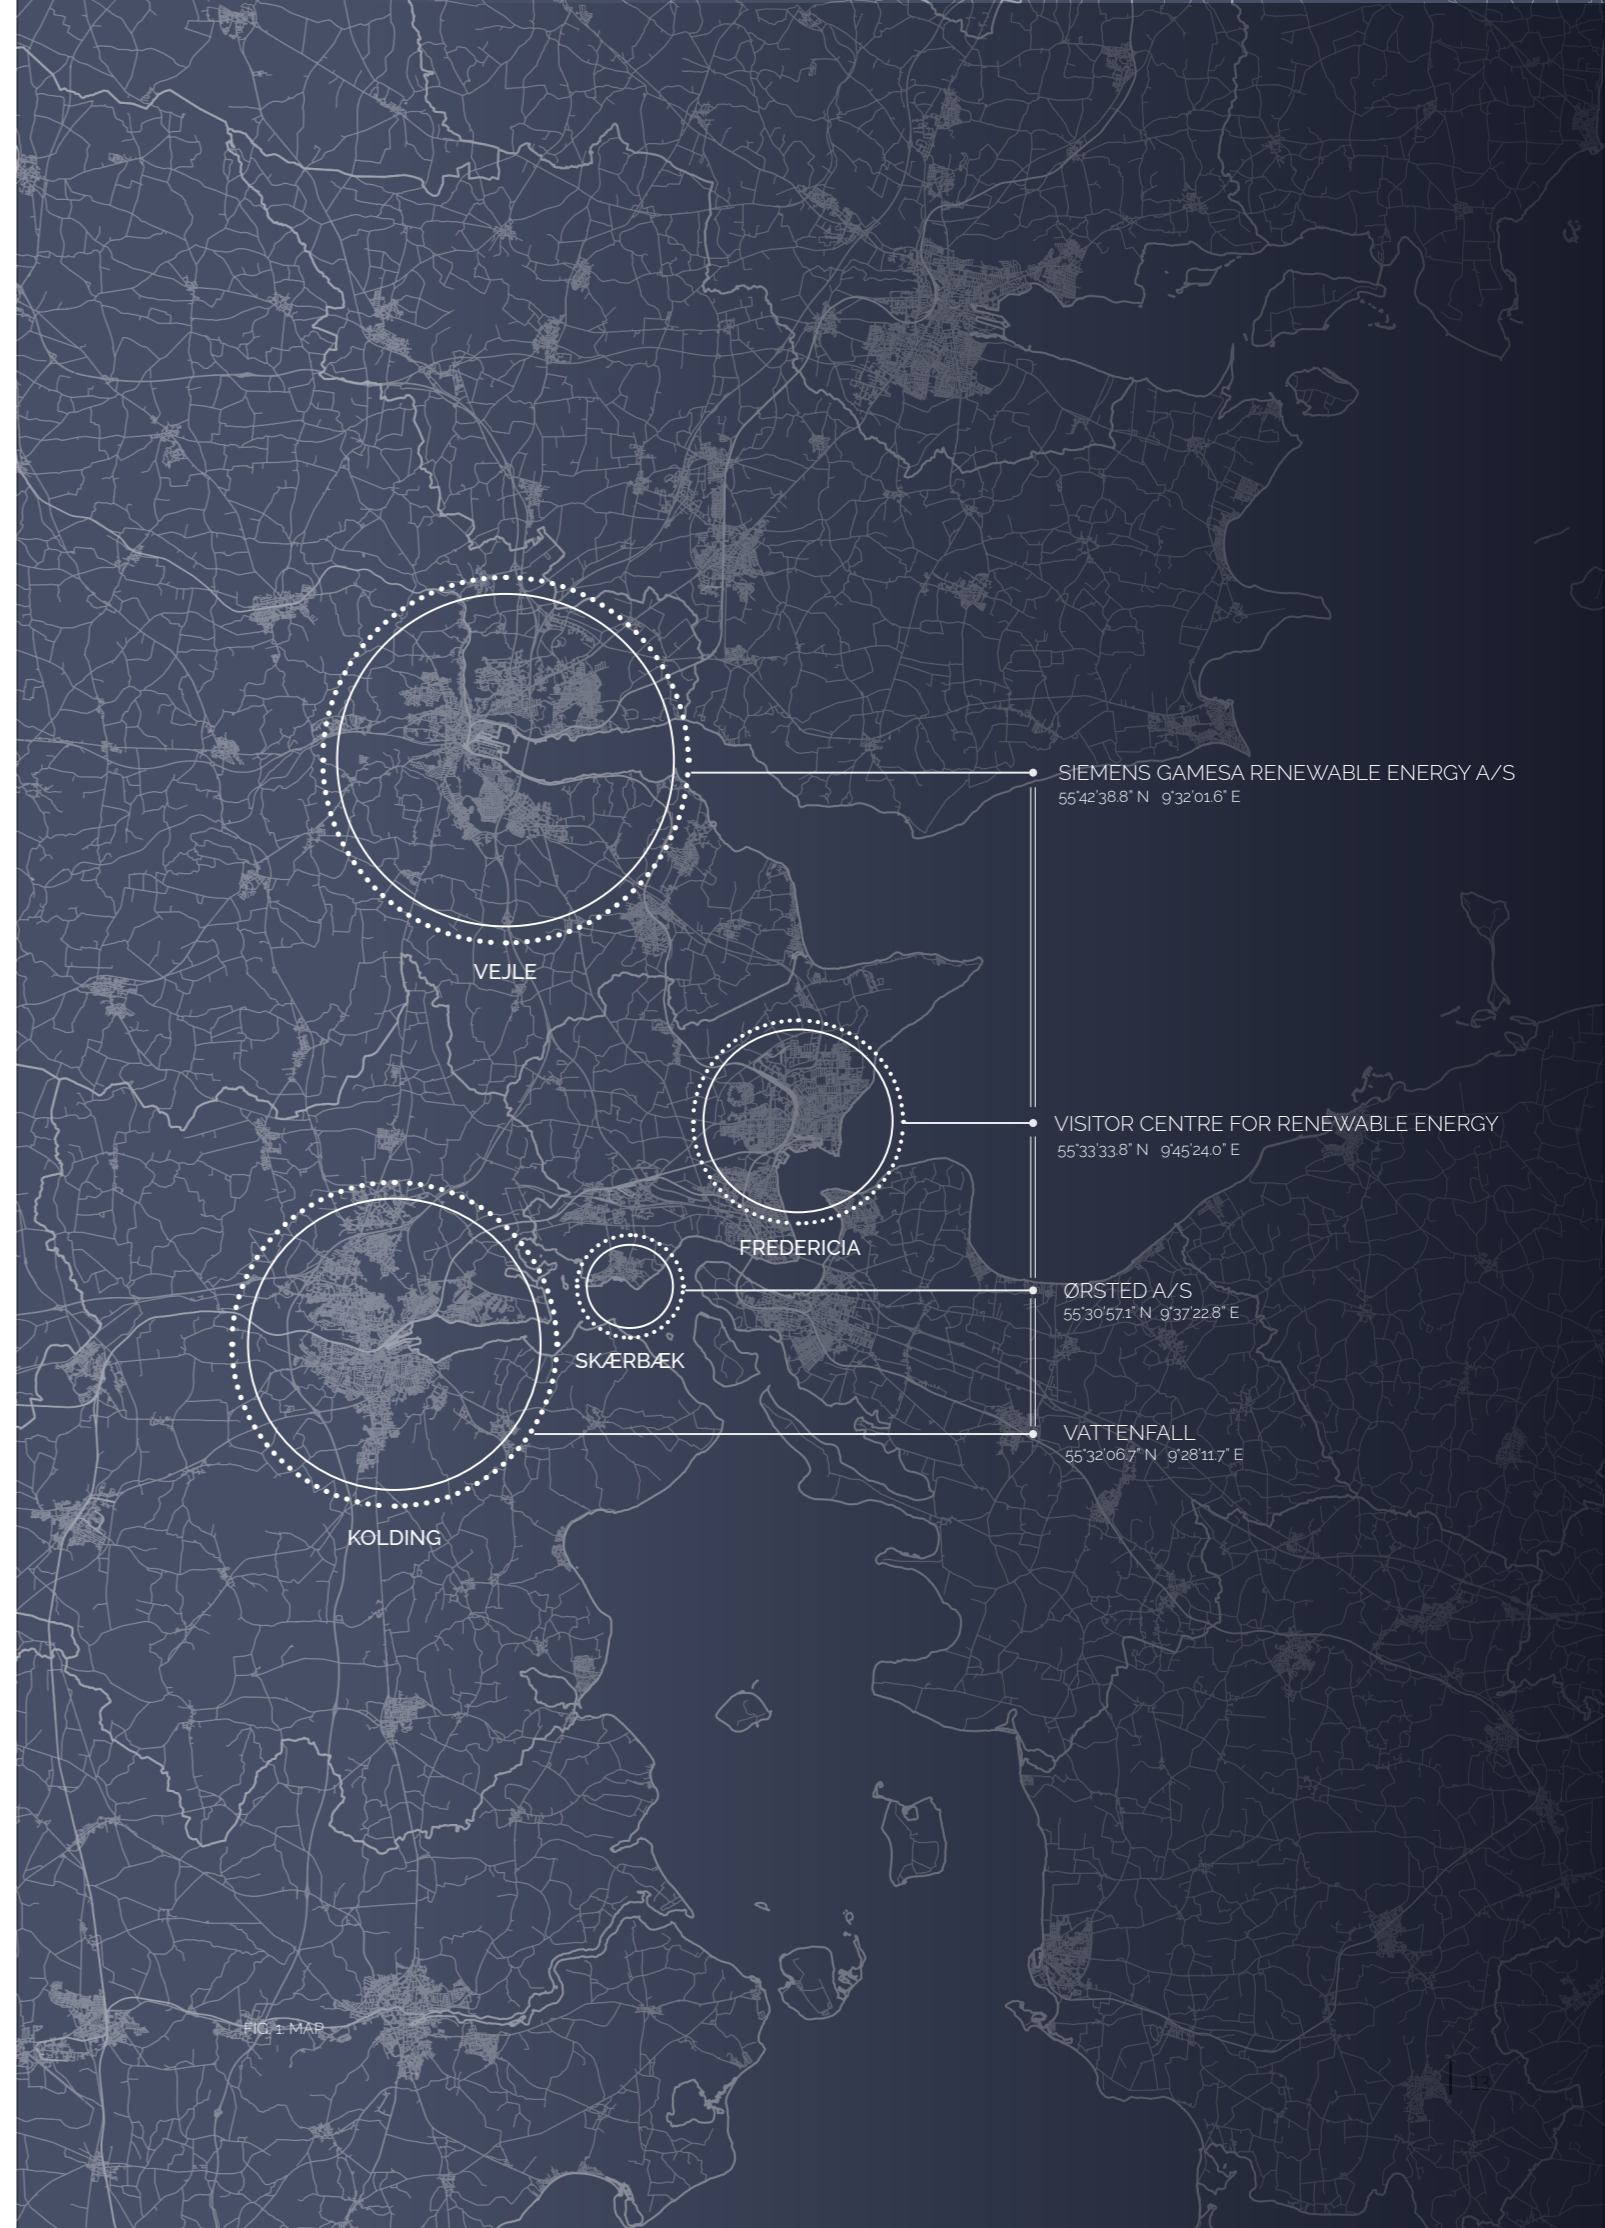 SIEMENS GAMESA RENEWABLE ENERGY A/S
55°42'38.8" N 9°32'01.6" E
VEJLE
VISITOR CENTRE FOR RENEWABLE ENERGY
55°33'33.8" N 9°45'24.0" E
FREDERICIA
ØRSTED A/S
55°30'57.1" N 9°37'22.8" E
SKÆRBÆK
VATTENFALL
55°32'06.7" N 9°28'11.7" E
KOLDING
FIG. 1: MAP
13